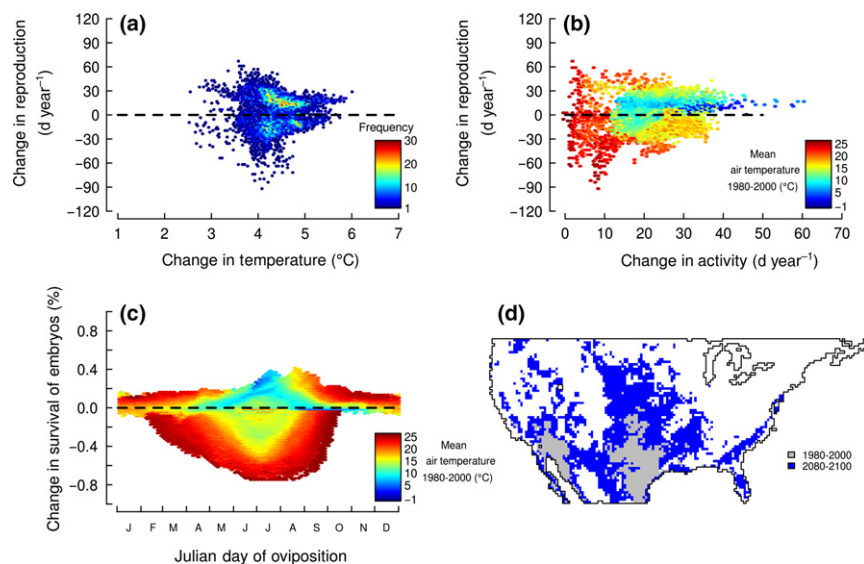 (a)
Change in reproduction
(d year⁻¹)
120
90
60
30
0
−30
−60
−90
−120
Frequency
30
20
10
1
1 2 3 4 5 6 7
Change in temperature (°C)
(b)
Change in reproduction
(d year⁻¹)
120
90
60
30
0
−30
−60
−90
−120
Mean
air temperature
1980-2000 (°C)
25
20
15
10
5
−1
0 10 20 30 40 50 60 70
Change in activity (d year⁻¹)
(c)
Change in survival of embryos (%)
0.8
0.4
0.0
−0.4
−0.8
Mean
air temperature
1980-2000 (°C)
25
20
15
10
5
−1
J F M A M J J A S O N D
Julian day of oviposition
(d)
1980-2000
2080-2100